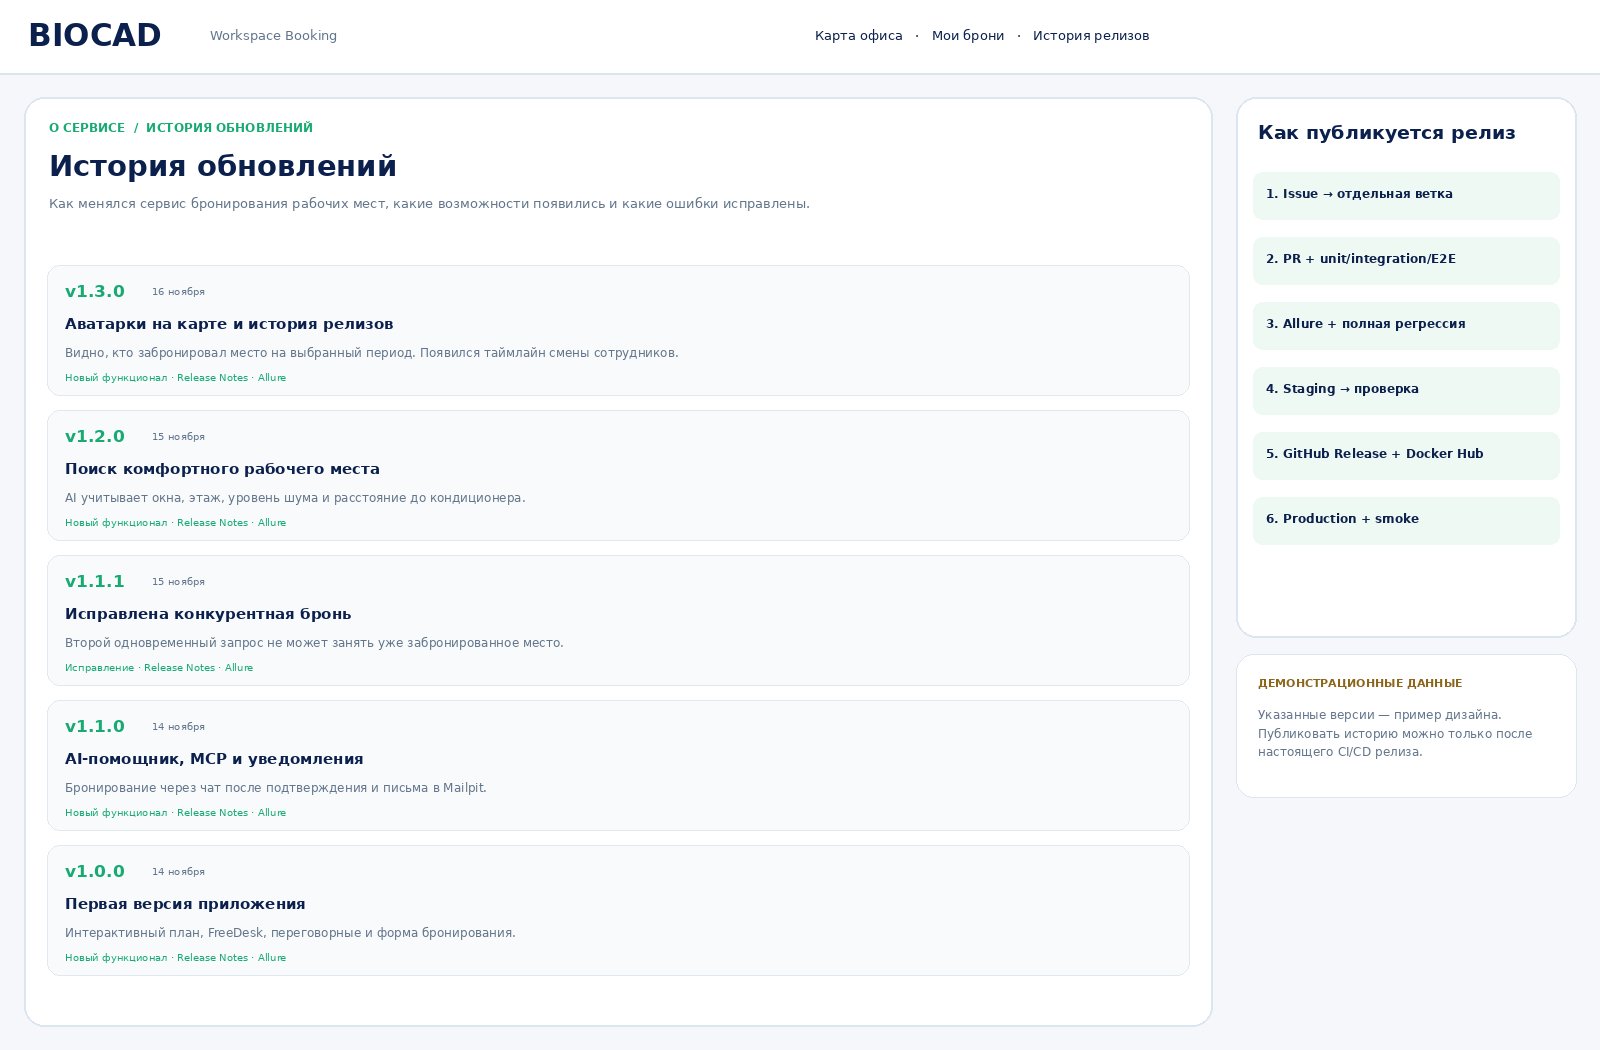 BIOCAD
Workspace Booking
Карта офиса · Мои брони · История релизов
О СЕРВИСЕ / ИСТОРИЯ ОБНОВЛЕНИЙ
История обновлений
Как менялся сервис бронирования рабочих мест, какие возможности появились и какие ошибки исправлены.
v1.3.0 16 ноября
Аватарки на карте и история релизов
Видно, кто забронировал место на выбранный период. Появился таймлайн смены сотрудников.
Новый функционал · Release Notes · Allure
v1.2.0 15 ноября
Поиск комфортного рабочего места
AI учитывает окна, этаж, уровень шума и расстояние до кондиционера.
Новый функционал · Release Notes · Allure
v1.1.1 15 ноября
Исправлена конкурентная бронь
Второй одновременный запрос не может занять уже забронированное место.
Исправление · Release Notes · Allure
v1.1.0 14 ноября
AI-помощник, MCP и уведомления
Бронирование через чат после подтверждения и письма в Mailpit.
Новый функционал · Release Notes · Allure
v1.0.0 14 ноября
Первая версия приложения
Интерактивный план, FreeDesk, переговорные и форма бронирования.
Новый функционал · Release Notes · Allure
Как публикуется релиз
1. Issue → отдельная ветка
2. PR + unit/integration/E2E
3. Allure + полная регрессия
4. Staging → проверка
5. GitHub Release + Docker Hub
6. Production + smoke
ДЕМОНСТРАЦИОННЫЕ ДАННЫЕ
Указанные версии — пример дизайна.
Публиковать историю можно только после
настоящего CI/CD релиза.